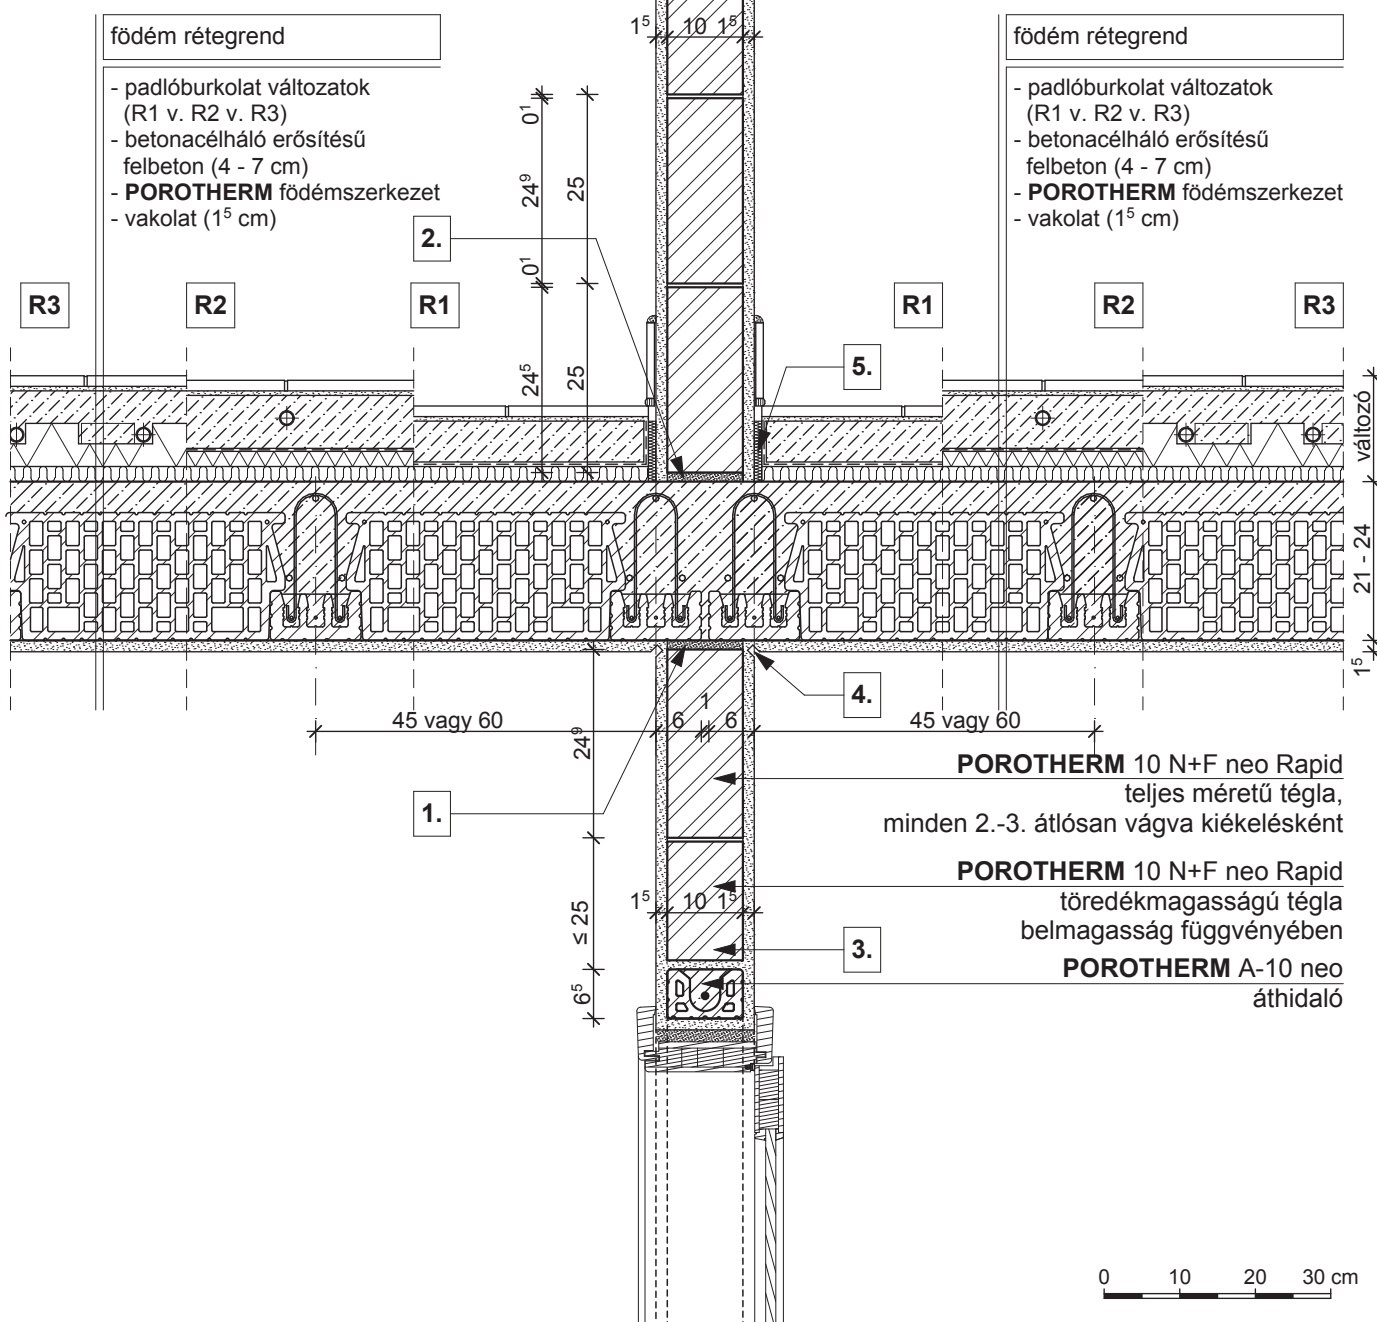 födém rétegrend
- padlóburkolat változatok
(R1 v. R2 v. R3)
- betonacélháló erősítésű
felbeton (4 - 7 cm)
- POROTHERM födémszerkezet
- vakolat (1⁵ cm)
1⁵ 10 1⁵
födém rétegrend
- padlóburkolat változatok
(R1 v. R2 v. R3)
- betonacélháló erősítésű
felbeton (4 - 7 cm)
- POROTHERM födémszerkezet
- vakolat (1⁵ cm)
0¹
24⁹
25
0¹
24⁵
25
2.
R3 R2 R1 R1 R2 R3
5.
változó
21 - 24
1⁵
4.
45 vagy 60 6 1 6 45 vagy 60
24⁹
1.
POROTHERM 10 N+F neo Rapid
teljes méretű tégla,
minden 2.-3. átlósan vágva kiékelésként
POROTHERM 10 N+F neo Rapid
töredékmagasságú tégla
belmagasság függvényében
1⁵ 10 1⁵
≤ 25
3.
POROTHERM A-10 neo
áthidaló
6⁵
0 10 20 30 cm